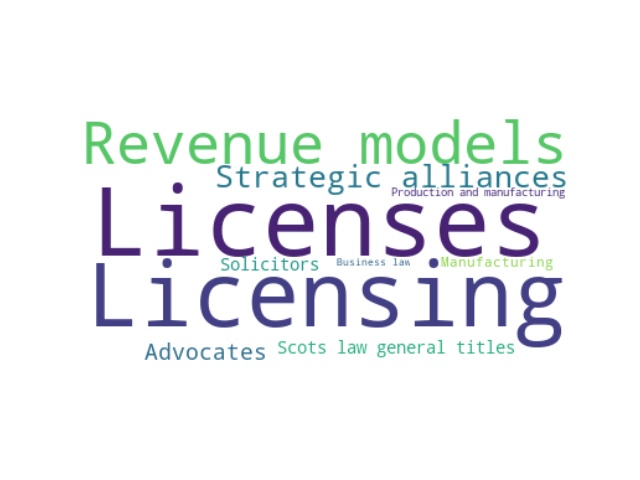 Revenue models
Strategic alliances
Production and manufacturing
Licenses
Solicitors
Business law
Manufacturing
Licensing
Advocates
Scots law general titles